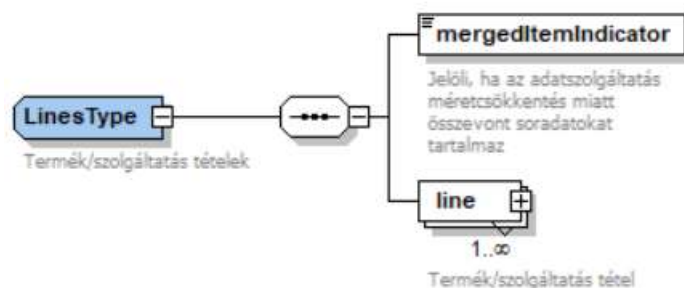 mergedItemIndicator
Jelöli, ha az adatszolgáltatás
méretcsökkentés miatt
összevont soradatokat
tartalmaz
LinesType
Termék/szolgáltatás tételek
line
1..∞
Termék/szolgáltatás tétel